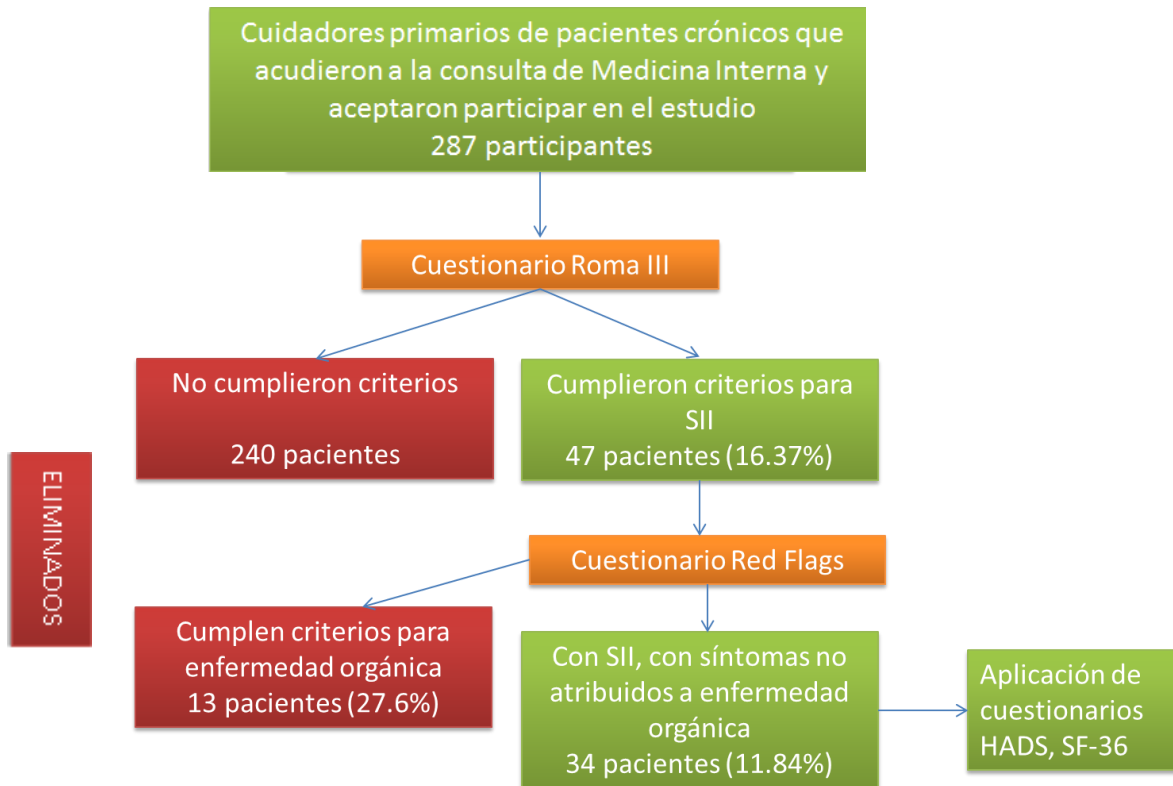 Cuidadores primarios de pacientes crónicos que
acudieron a la consulta de Medicina Interna y
aceptaron participar en el estudio
287 participantes
Cuestionario Roma III
No cumplieron criterios
240 pacientes
Cumplieron criterios para
SII
47 pacientes (16.37%)
ELIMINADOS
Cuestionario Red Flags
Cumplen criterios para
enfermedad orgánica
13 pacientes (27.6%)
Con SII, con síntomas no
atribuidos a enfermedad
orgánica
34 pacientes (11.84%)
Aplicación de
cuestionarios
HADS, SF-36